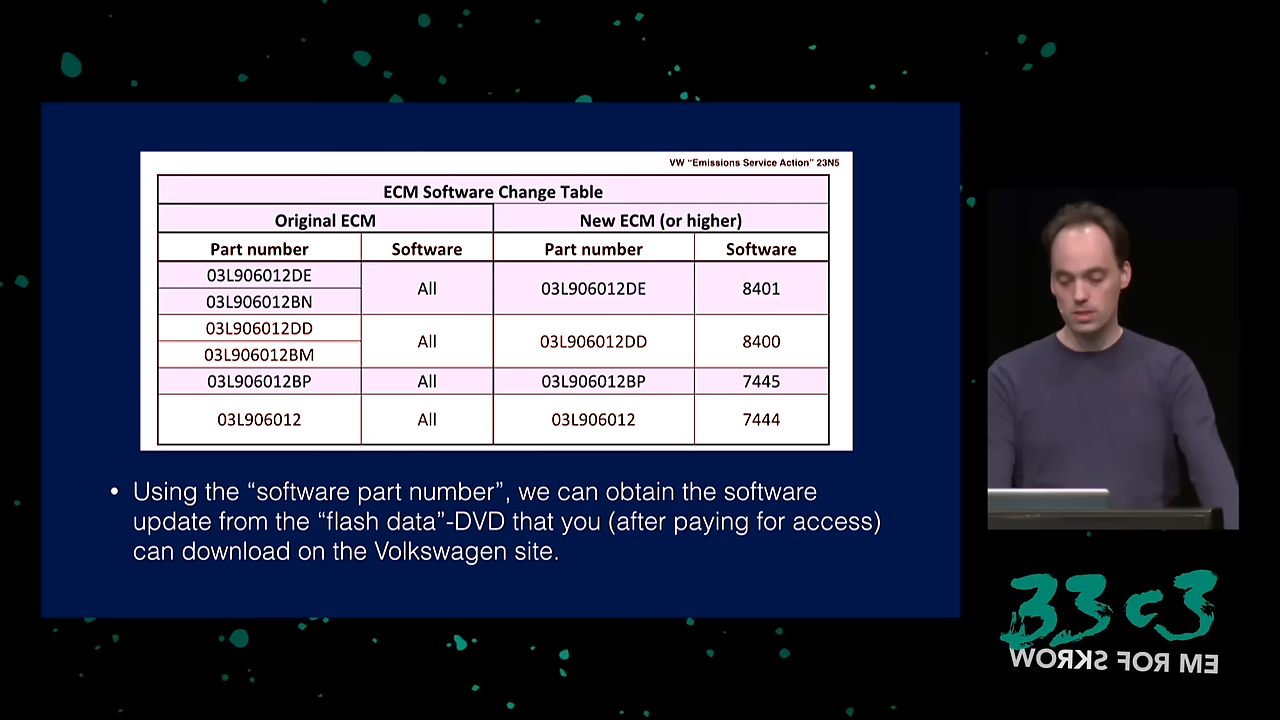 VW "Emissions Service Action" 23N5
ECM Software Change Table
Original ECM New ECM (or higher)
Part number Software Part number Software
03L906012DE
03L906012BN
All 03L906012DE 8401
03L906012DD
03L906012BM
All 03L906012DD 8400
03L906012BP All 03L906012BP 7445
03L906012 All 03L906012 7444
• Using the “software part number”, we can obtain the software
update from the “flash data”-DVD that you (after paying for access)
can download on the Volkswagen site.
33c3
WORKS FOR ME